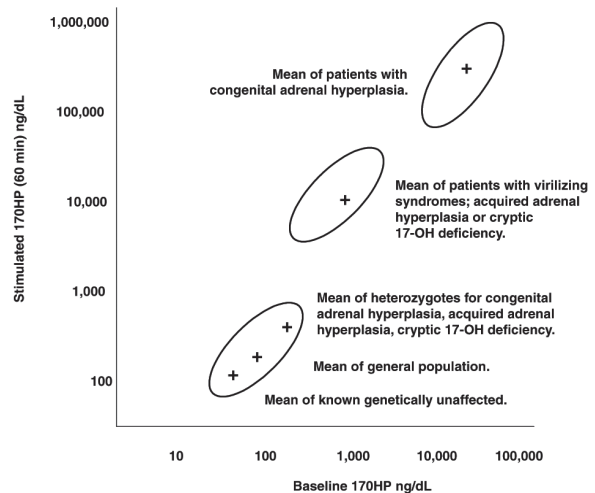 1,000,000
100,000
10,000
1,000
100
Stimulated 170HP (60 min) ng/dL
Mean of patients with
congenital adrenal hyperplasia.
Mean of patients with virilizing
syndromes; acquired adrenal
hyperplasia or cryptic
17-OH deficiency.
Mean of heterozygotes for congenital
adrenal hyperplasia, acquired adrenal
hyperplasia, cryptic 17-OH deficiency.
Mean of general population.
Mean of known genetically unaffected.
10 100 1,000 10,000 100,000
Baseline 170HP ng/dL